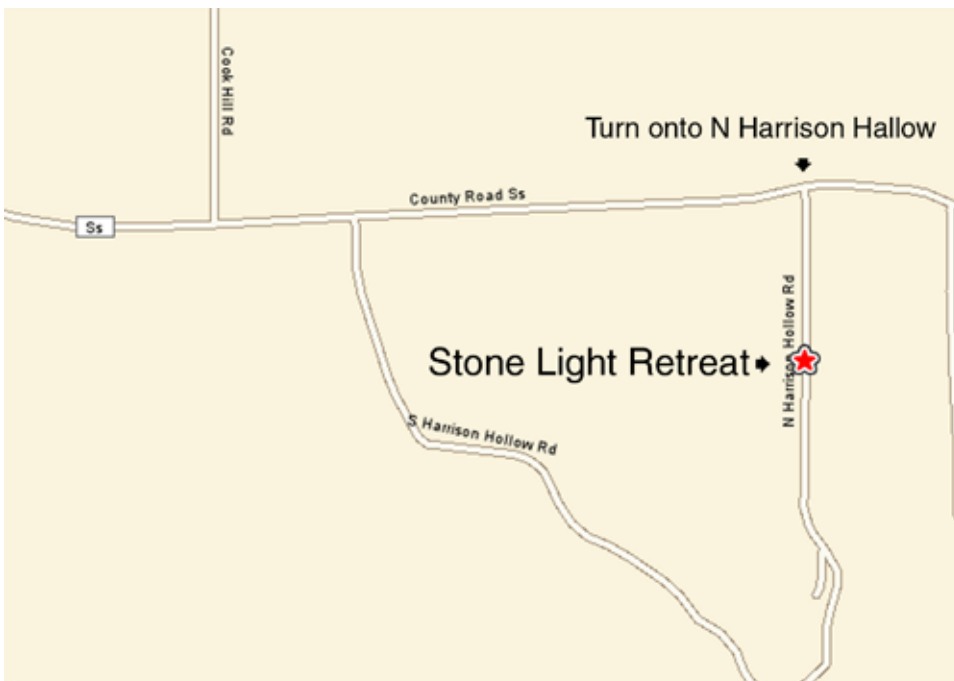 Cook Hill Rd
Turn onto N Harrison Hallow
County Road Ss
Ss
N Harrison Hollow Rd
Stone Light Retreat
S Harrison Hollow Rd